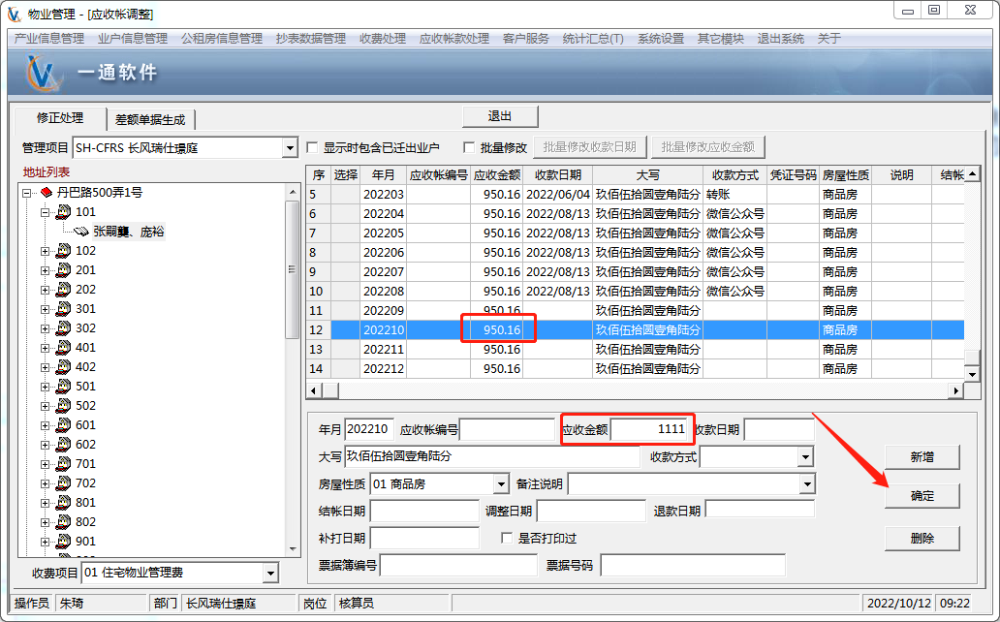 物业管理 - [应收帐调整]
产业信息管理 业户信息管理 公租房信息管理 抄表数据管理 收费处理 应收帐款处理 客户服务 统计汇总(T) 系统设置 其它模块 退出系统 关于
一通软件
修正处理 差额单据生成 退出
管理项目 SH-CFRS 长风瑞仕璟庭 显示时包含已迁出业户 批量修改 批量修改收款日期 批量修改应收金额
地址列表
丹巴路500弄1号
101
张嗣龔、庞裕
102
201
202
301
302
401
402
501
502
601
602
701
702
801
802
901
收费项目 01 住宅物业管理费
序 选择 年月 应收帐编号 应收金额 收款日期 大写 收款方式 凭证号码 房屋性质 说明 结帐
5 202203 950.16 2022/06/04 玖佰伍拾圆壹角陆分 转账 商品房
6 202204 950.16 2022/08/13 玖佰伍拾圆壹角陆分 微信公众号 商品房
7 202205 950.16 2022/08/13 玖佰伍拾圆壹角陆分 微信公众号 商品房
8 202206 950.16 2022/08/13 玖佰伍拾圆壹角陆分 微信公众号 商品房
9 202207 950.16 2022/08/13 玖佰伍拾圆壹角陆分 微信公众号 商品房
10 202208 950.16 2022/08/13 玖佰伍拾圆壹角陆分 微信公众号 商品房
11 202209 950.16 玖佰伍拾圆壹角陆分 商品房
12 202210 950.16 玖佰伍拾圆壹角陆分 商品房
13 202211 950.16 玖佰伍拾圆壹角陆分 商品房
14 202212 950.16 玖佰伍拾圆壹角陆分 商品房
年月 202210 应收帐编号 应收金额 1111 收款日期
大写 玖佰伍拾圆壹角陆分 收款方式 新增
房屋性质 01 商品房 备注说明 确定
结帐日期 调整日期 退款日期
补打日期 是否打印过 删除
票据簿编号 票据号码
操作员 朱琦 部门 长风瑞仕璟庭 岗位 核算员 2022/10/12 09:22